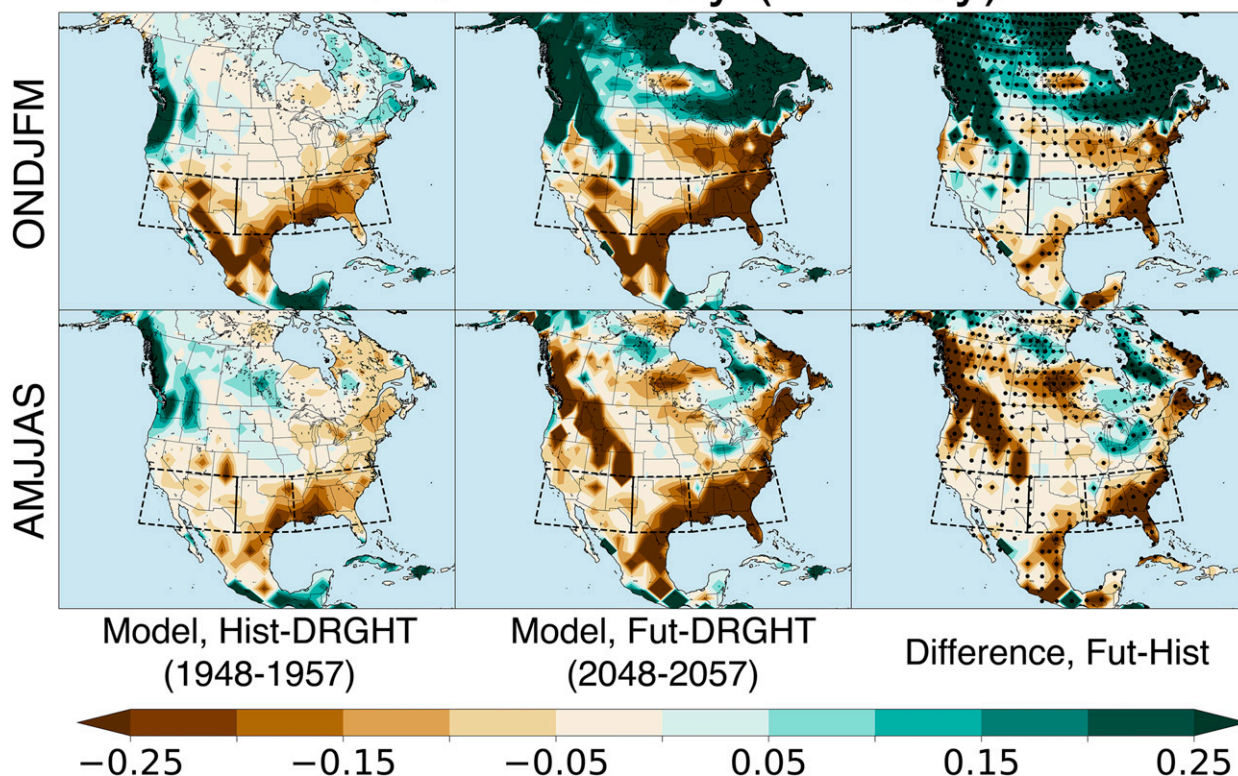 ONDJFM
AMJJAS
Model, Hist-DRGHT
(1948-1957)
Model, Fut-DRGHT
(2048-2057)
Difference, Fut-Hist
−0.25 −0.15 −0.05 0.05 0.15 0.25